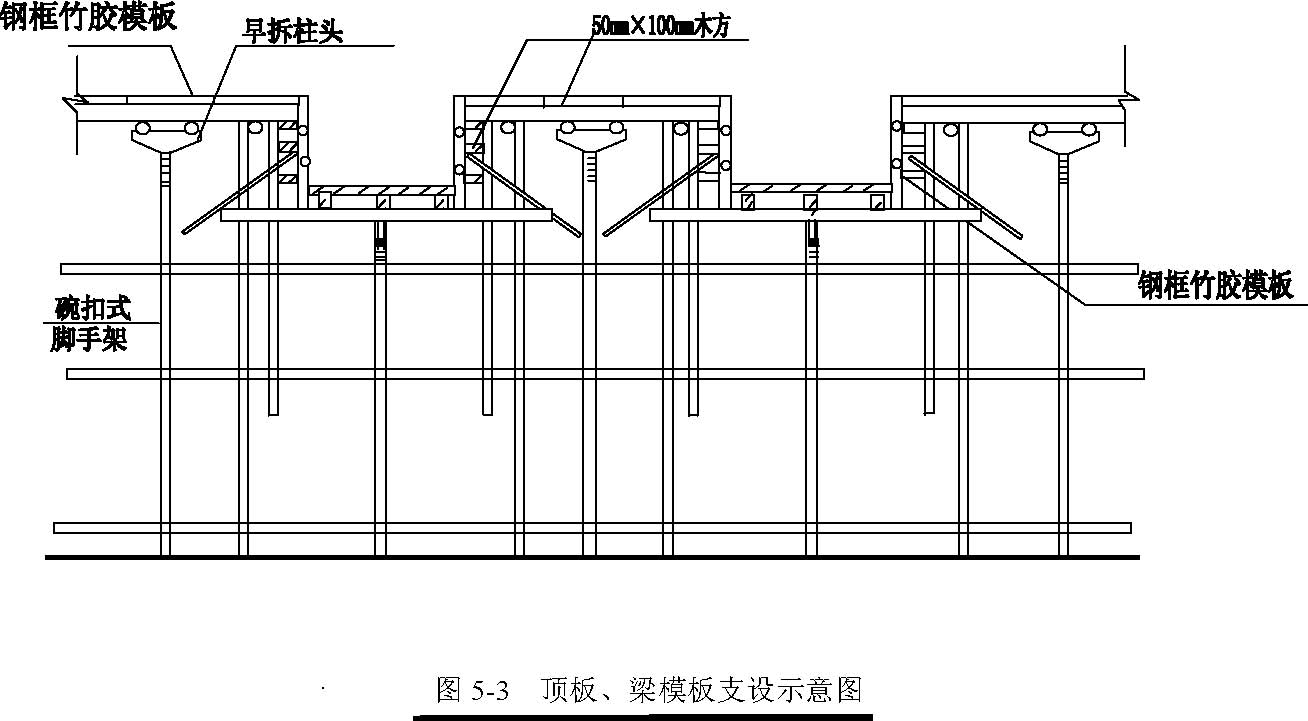 钢框竹胶模板
早拆柱头
50mm×100mm木方
钢框竹胶模板
碗扣式
脚手架
图 5-3 顶板、梁模板支设示意图